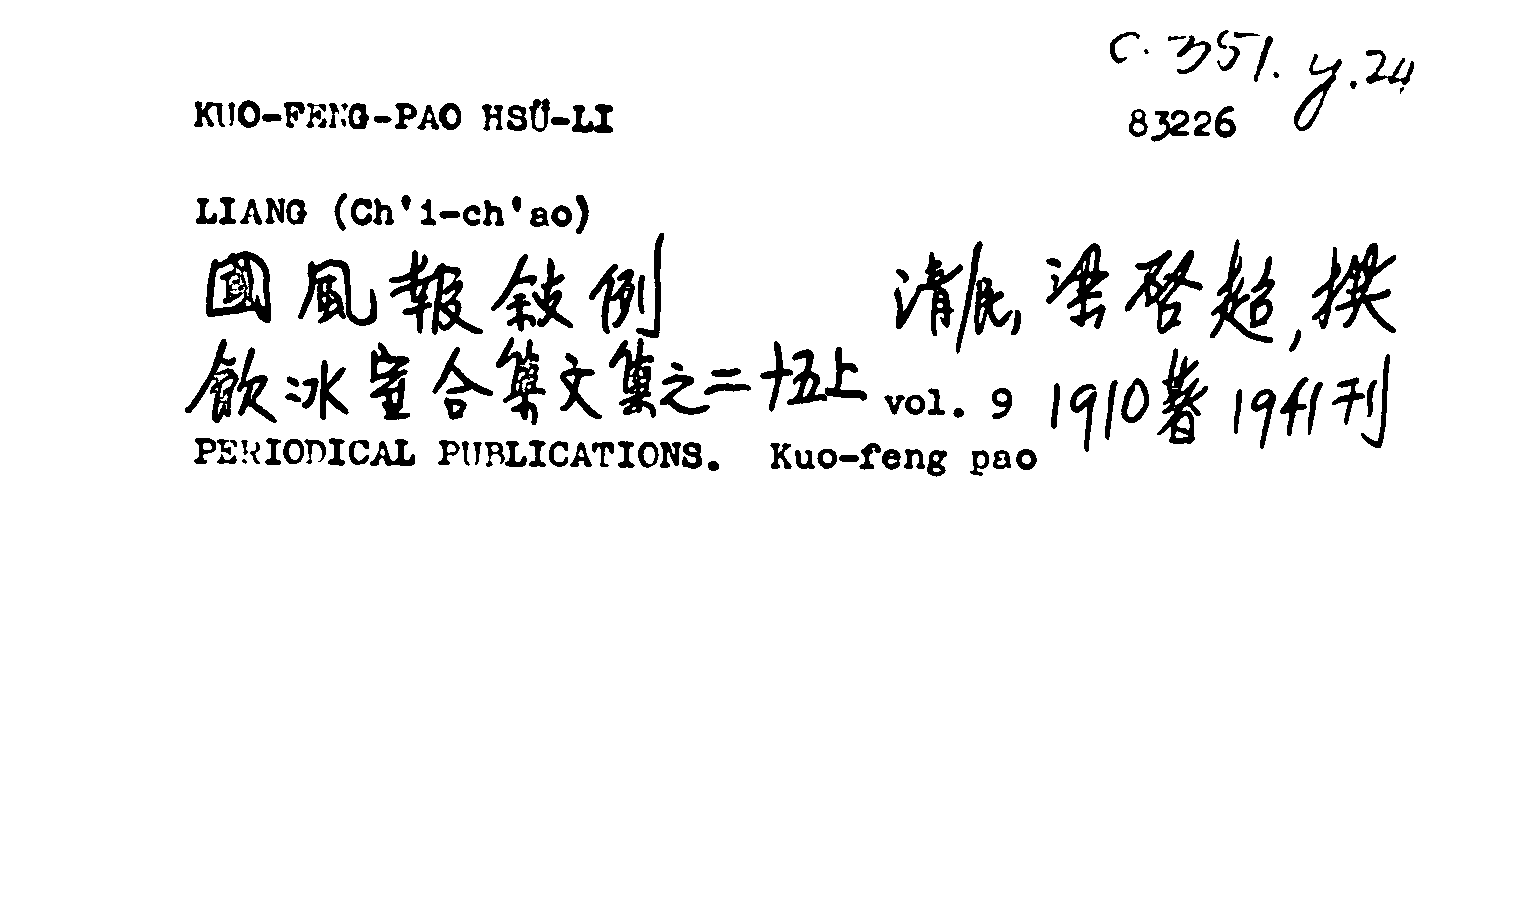 C. 351. y. 24
KUO-FENG-PAO HSÜ-LI 83226
LIANG (Ch'i-ch'ao)
國風報敍例 清/民, 梁啓超, 撰
飲冰室合集文集之二十五上 vol. 9 1910著 1941刊
PERIODICAL PUBLICATIONS. Kuo-feng pao